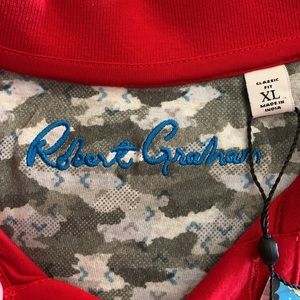 Robert Graham
CLASSIC
FIT
XL
MADE IN
INDIA